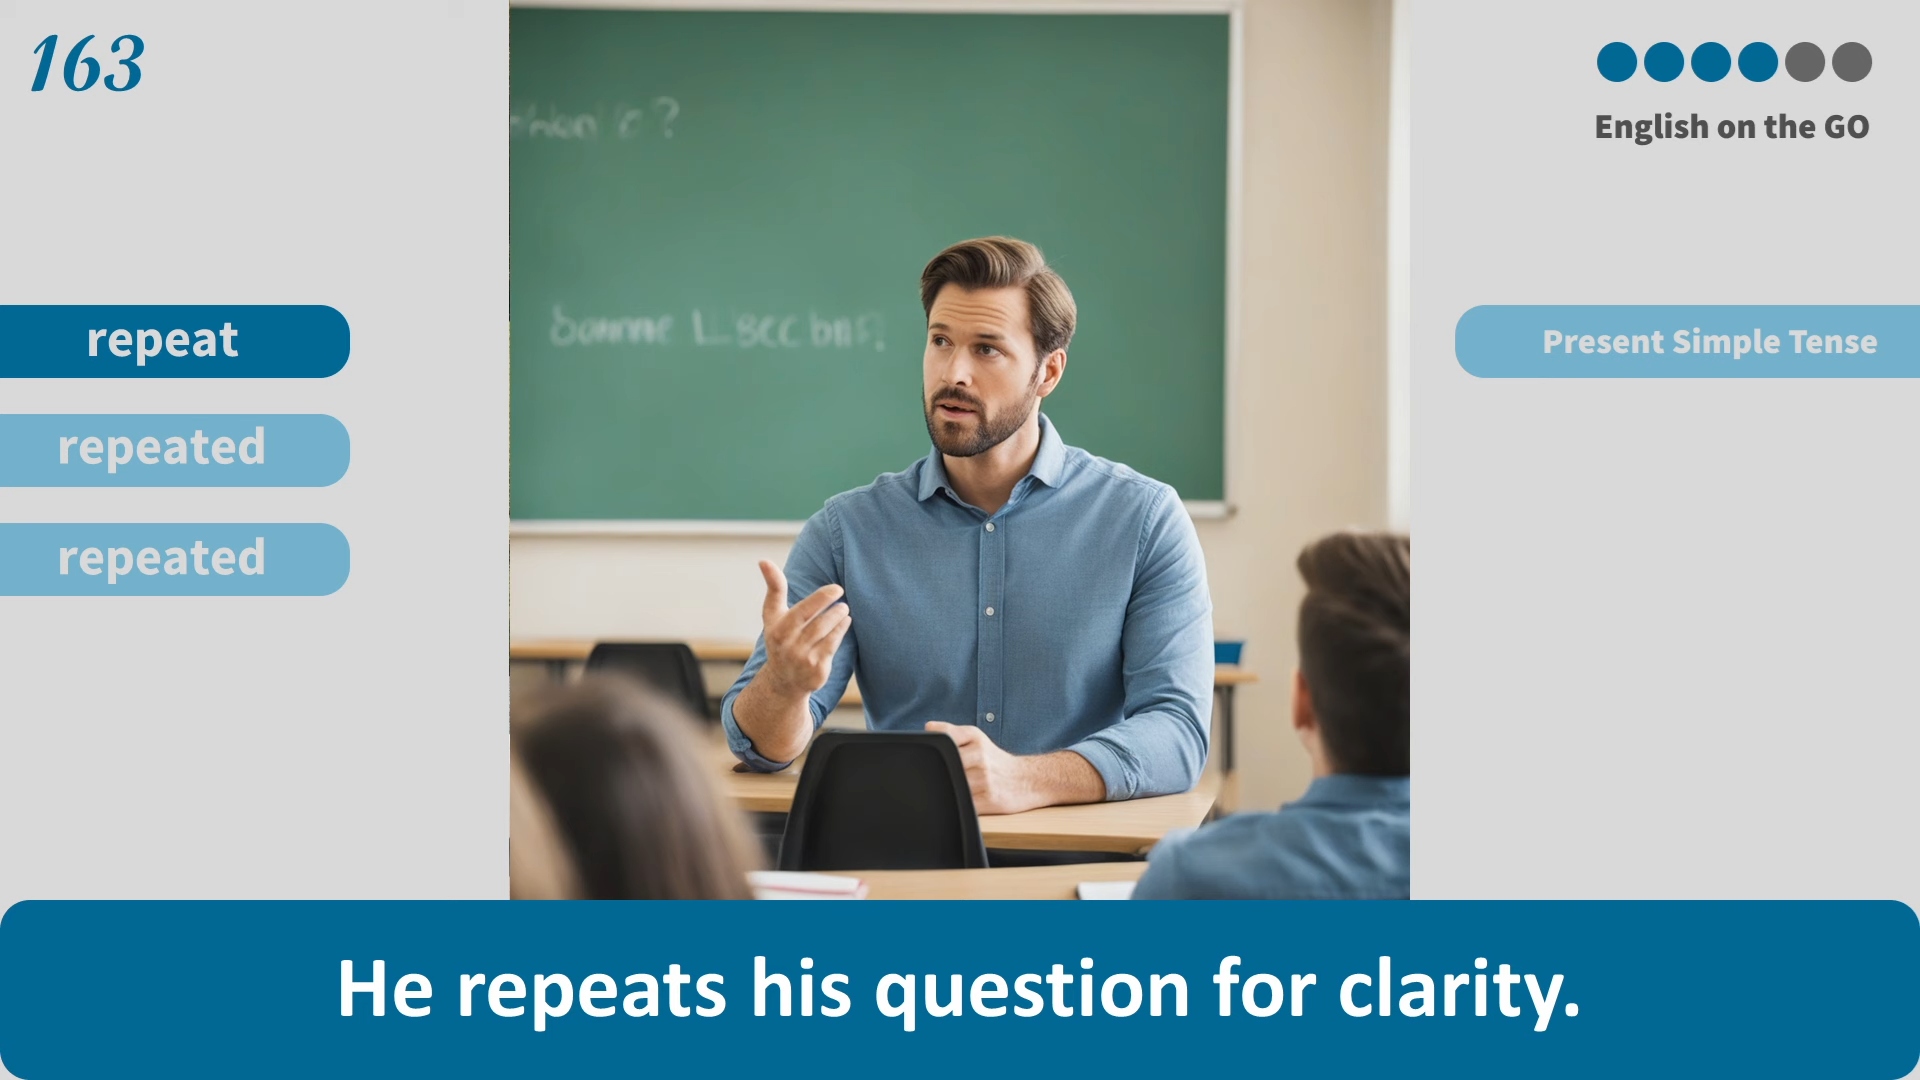 163
English on the GO
repeat
repeated
repeated
Present Simple Tense
He repeats his question for clarity.